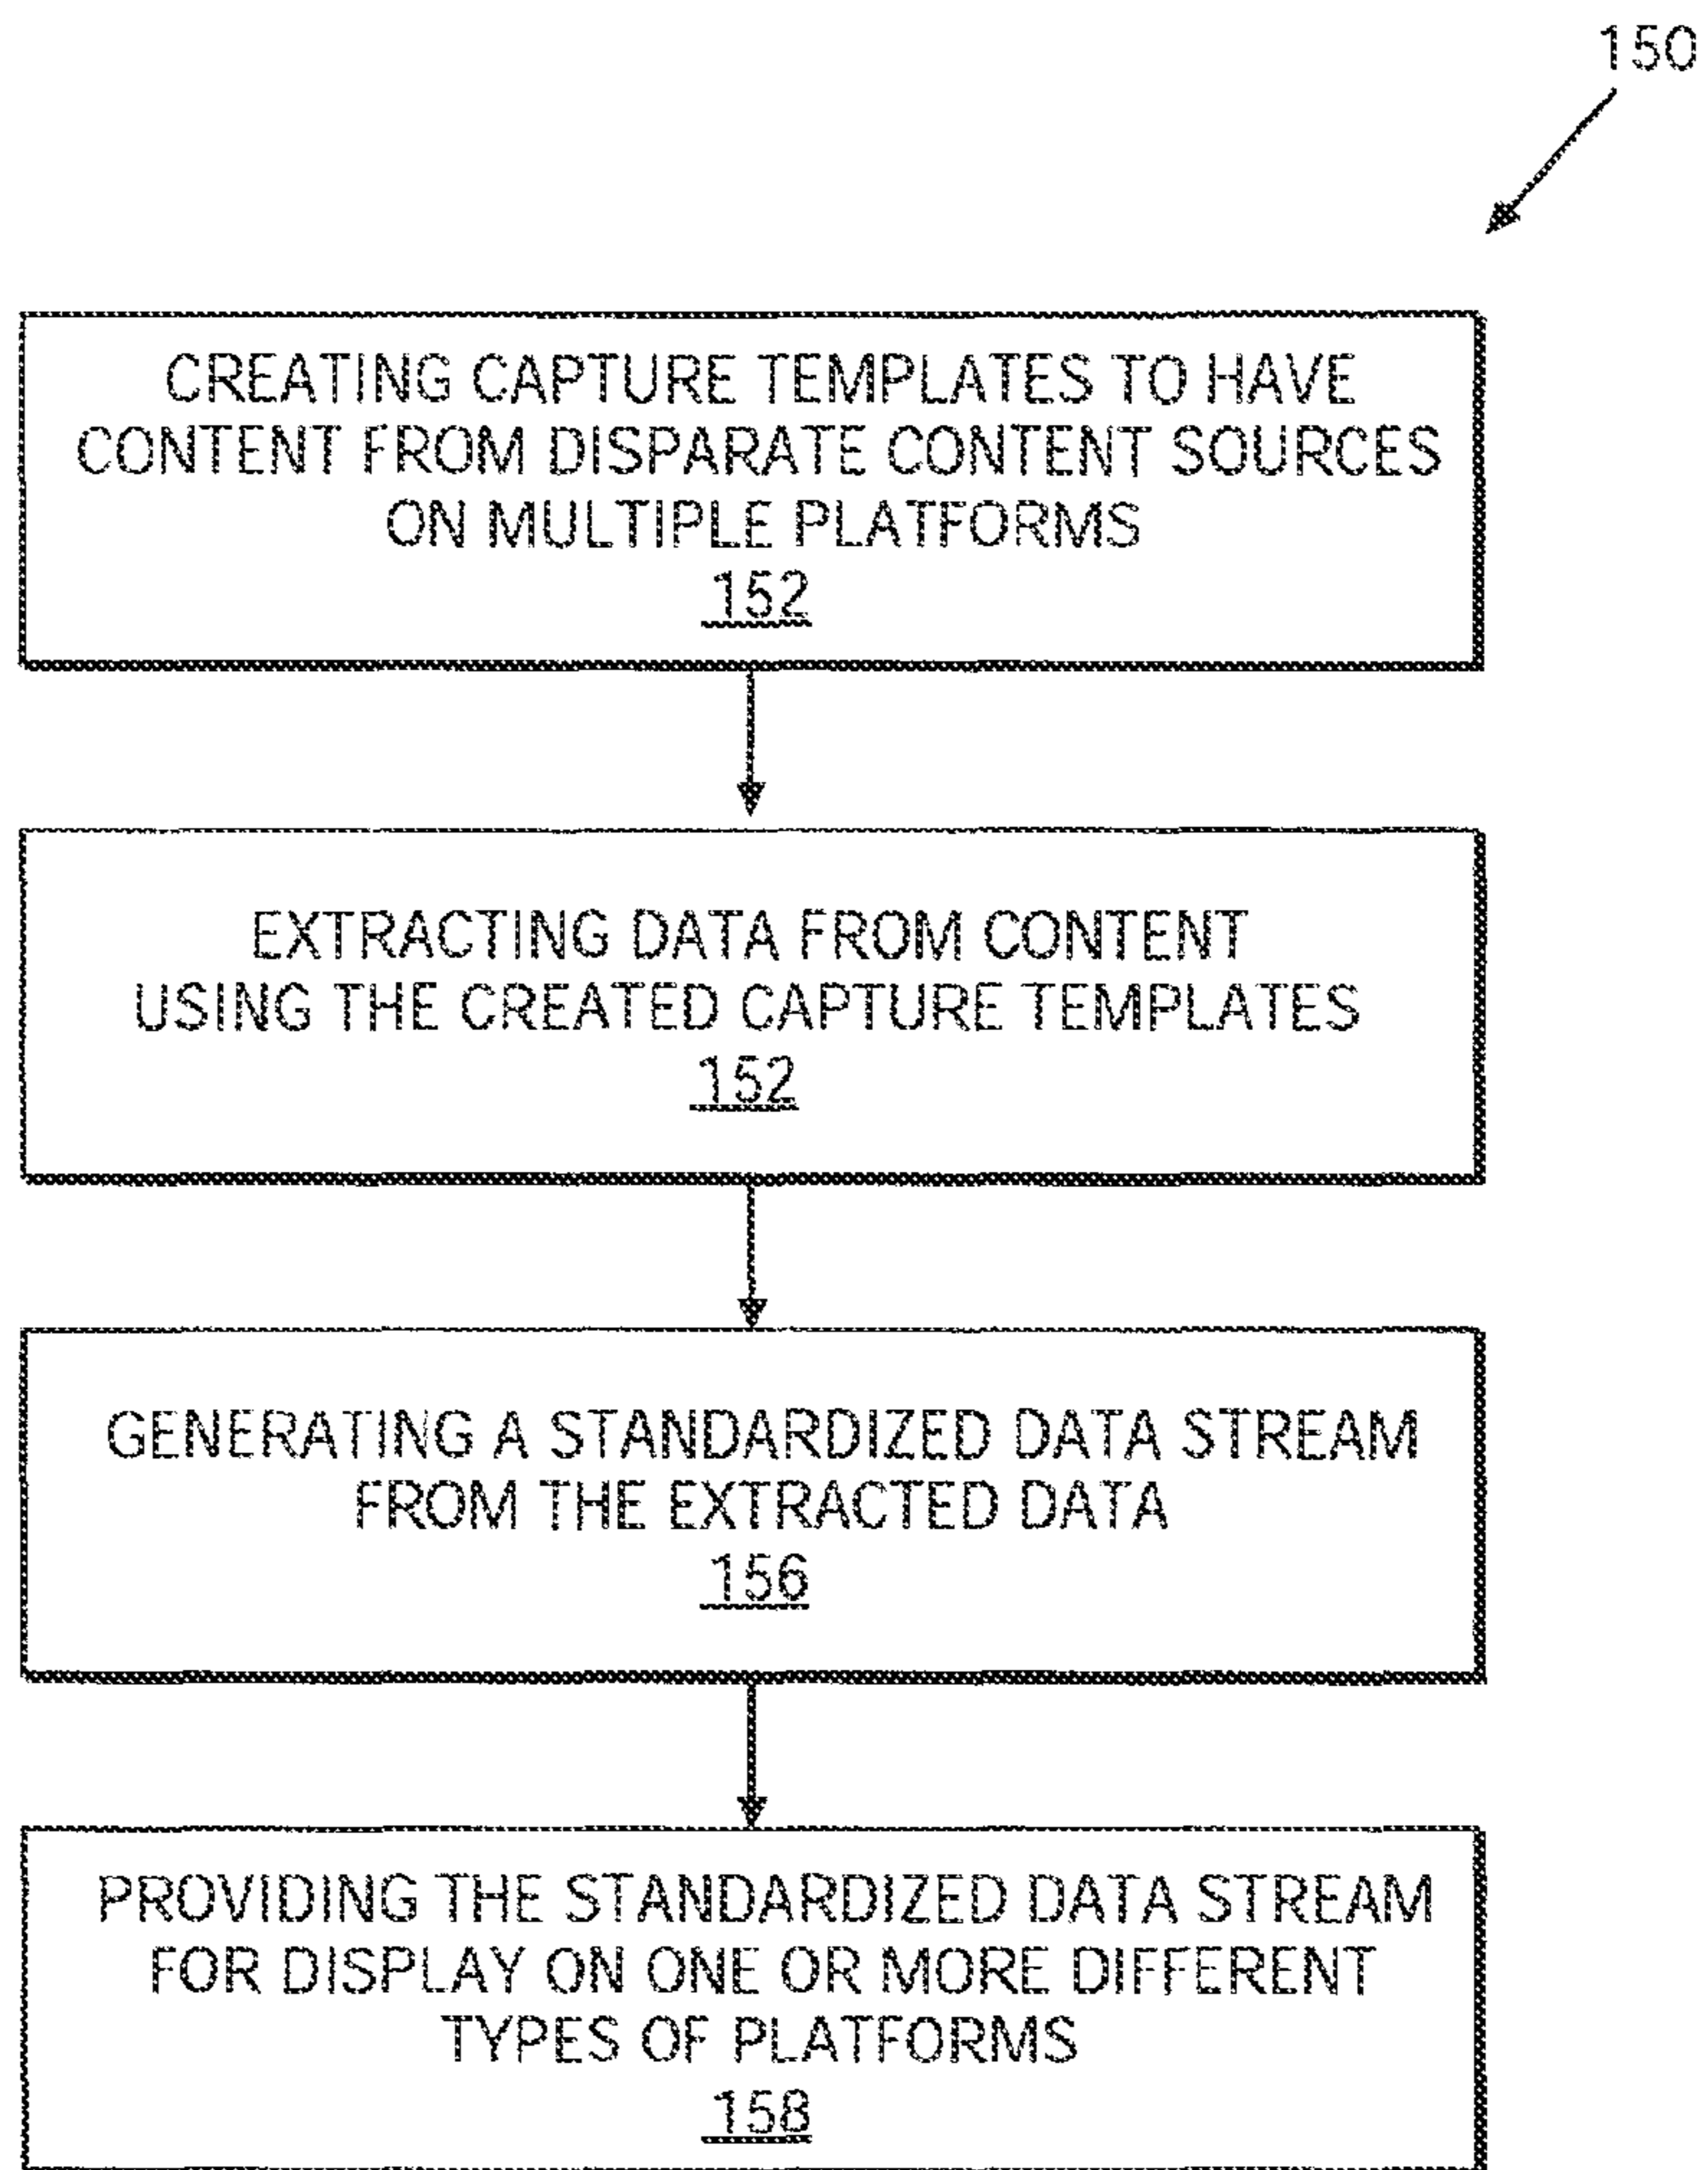 150
CREATING CAPTURE TEMPLATES TO HAVE
CONTENT FROM DISPARATE CONTENT SOURCES
ON MULTIPLE PLATFORMS
152
EXTRACTING DATA FROM CONTENT
USING THE CREATED CAPTURE TEMPLATES
152
GENERATING A STANDARDIZED DATA STREAM
FROM THE EXTRACTED DATA
156
PROVIDING THE STANDARDIZED DATA STREAM
FOR DISPLAY ON ONE OR MORE DIFFERENT
TYPES OF PLATFORMS
158